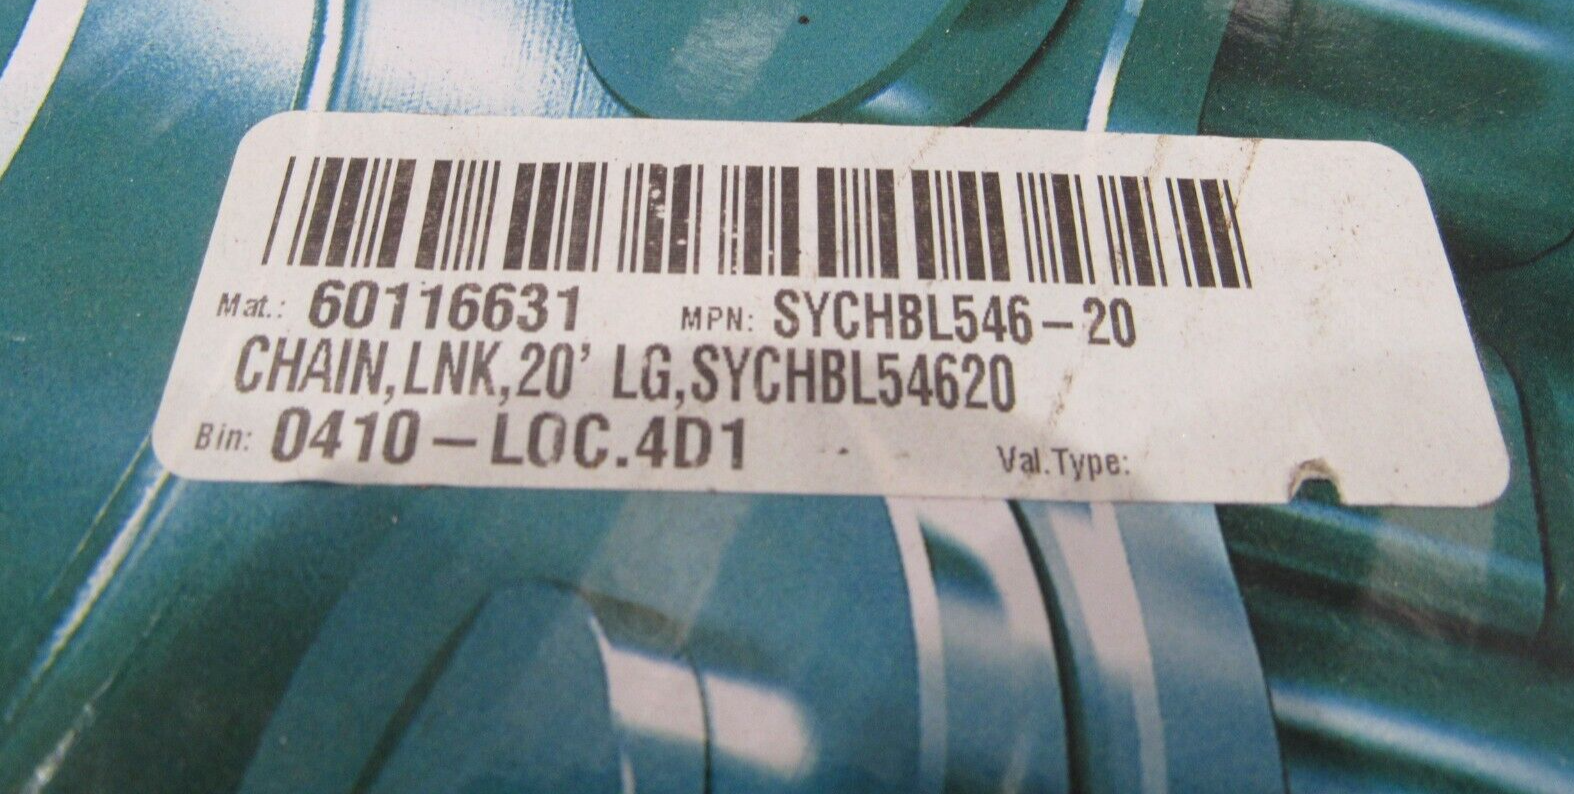 Mat.: 60116631 MPN: SYCHBL546-20
CHAIN,LNK,20' LG,SYCHBL54620
Bin: 0410-LOC.4D1 Val.Type: